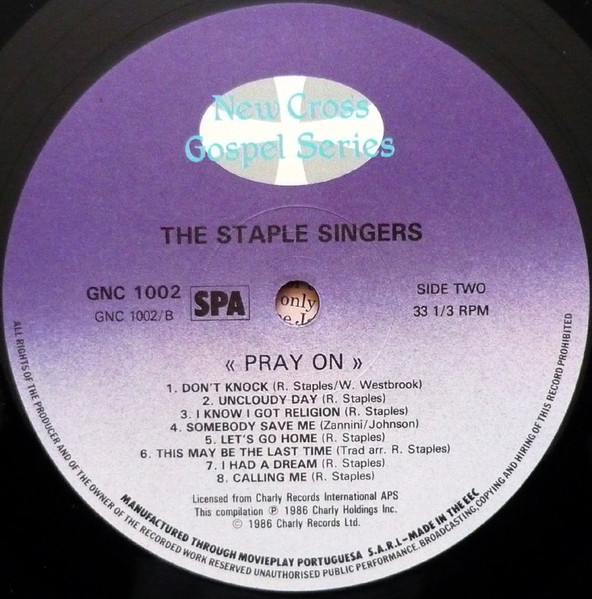 New Cross
Gospel Series
THE STAPLE SINGERS
GNC 1002
GNC 1002/B
SPA
only
SIDE TWO
33 1/3 RPM
« PRAY ON »
1. DON'T KNOCK (R. Staples/W. Westbrook)
2. UNCLOUDY DAY (R. Staples)
3. I KNOW I GOT RELIGION (R. Staples)
4. SOMEBODY SAVE ME (Zannini/Johnson)
5. LET'S GO HOME (R. Staples)
6. THIS MAY BE THE LAST TIME (Trad arr. R. Staples)
7. I HAD A DREAM (R. Staples)
8. CALLING ME (R. Staples)
Licensed from Charly Records International APS
This compilation ℗ 1986 Charly Holdings Inc.
© 1986 Charly Records Ltd.
MANUFACTURED THROUGH MOVIEPLAY PORTUGUESA S.A.R.L-MADE IN THE EEC
ALL RIGHTS OF THE PRODUCER AND OF THE OWNER OF THE RECORDED WORK RESERVED UNAUTHORISED PUBLIC PERFORMANCE. BROADCASTING, COPYING AND HIRING OF THIS RECORD PROHIBITED